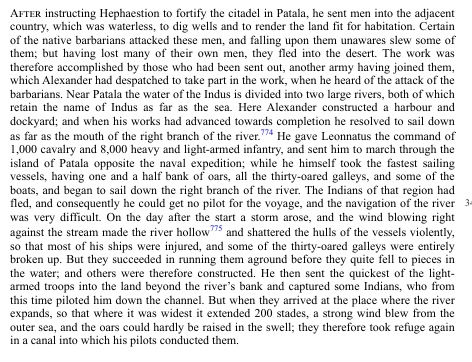 AFTER instructing Hephaestion to fortify the citadel in Patala, he sent men into the adjacent
country, which was waterless, to dig wells and to render the land fit for habitation. Certain
of the native barbarians attacked these men, and falling upon them unawares slew some of
them; but having lost many of their own men, they fled into the desert. The work was
therefore accomplished by those who had been sent out, another army having joined them,
which Alexander had despatched to take part in the work, when he heard of the attack of the
barbarians. Near Patala the water of the Indus is divided into two large rivers, both of which
retain the name of Indus as far as the sea. Here Alexander constructed a harbour and
dockyard; and when his works had advanced towards completion he resolved to sail down
as far as the mouth of the right branch of the river.774 He gave Leonnatus the command of
1,000 cavalry and 8,000 heavy and light-armed infantry, and sent him to march through the
island of Patala opposite the naval expedition; while he himself took the fastest sailing
vessels, having one and a half bank of oars, all the thirty-oared galleys, and some of the
boats, and began to sail down the right branch of the river. The Indians of that region had
fled, and consequently he could get no pilot for the voyage, and the navigation of the river 34
was very difficult. On the day after the start a storm arose, and the wind blowing right
against the stream made the river hollow775 and shattered the hulls of the vessels violently,
so that most of his ships were injured, and some of the thirty-oared galleys were entirely
broken up. But they succeeded in running them aground before they quite fell to pieces in
the water; and others were therefore constructed. He then sent the quickest of the light-
armed troops into the land beyond the river's bank and captured some Indians, who from
this time piloted him down the channel. But when they arrived at the place where the river
expands, so that where it was widest it extended 200 stades, a strong wind blew from the
outer sea, and the oars could hardly be raised in the swell; they therefore took refuge again
in a canal into which his pilots conducted them.